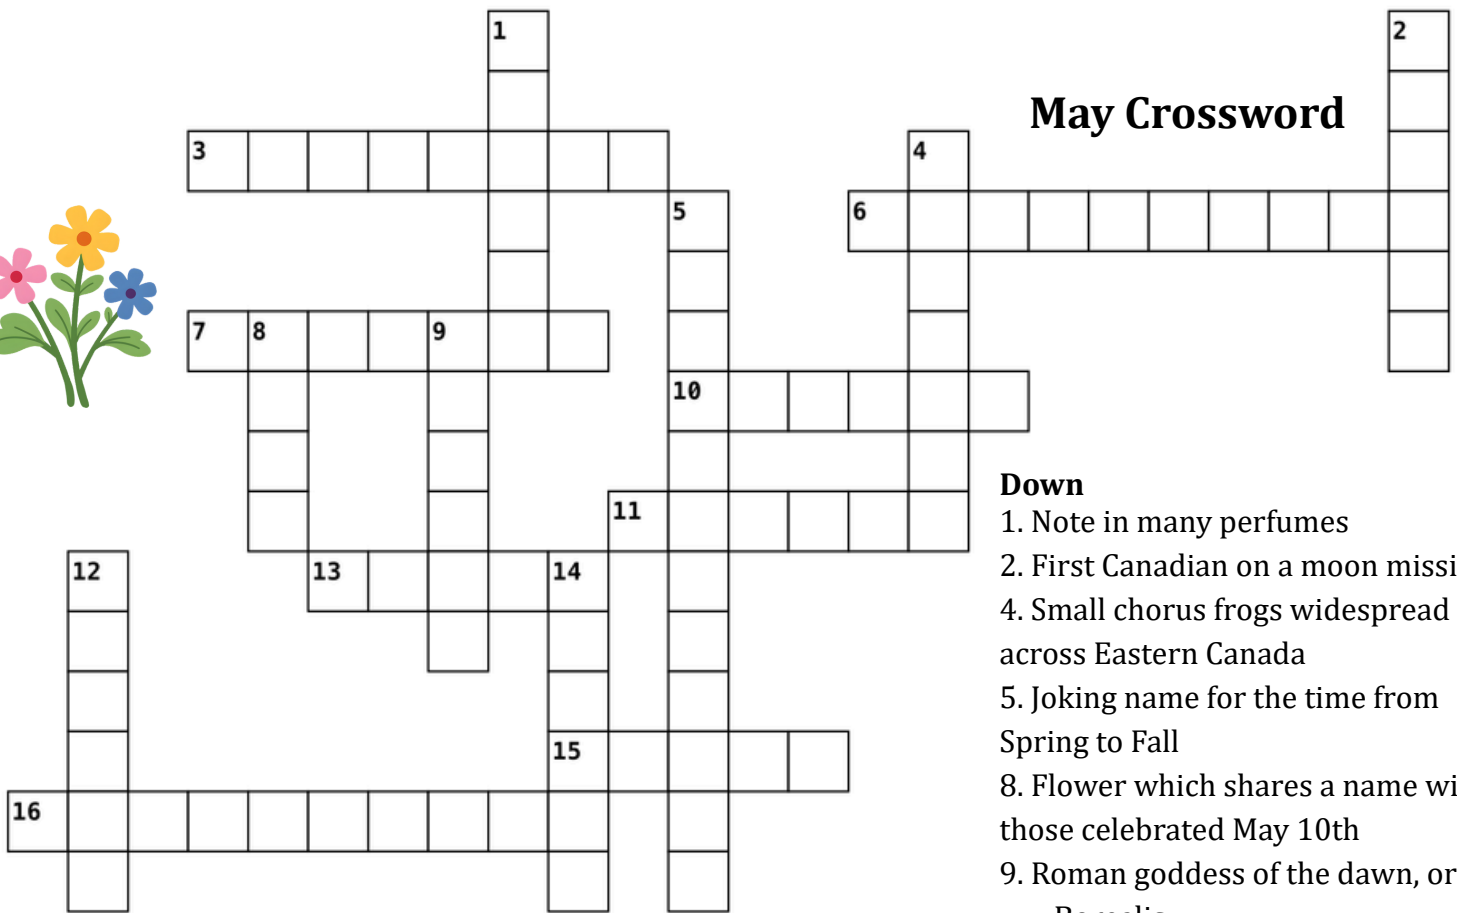 1
2
May Crossword
3
4
5
6
7
8
9
10
11
12
13
14
15
16
Down
1. Note in many perfumes
2. First Canadian on a moon missi
4. Small chorus frogs widespread
across Eastern Canada
5. Joking name for the time from
Spring to Fall
8. Flower which shares a name wi
those celebrated May 10th
9. Roman goddess of the dawn, or